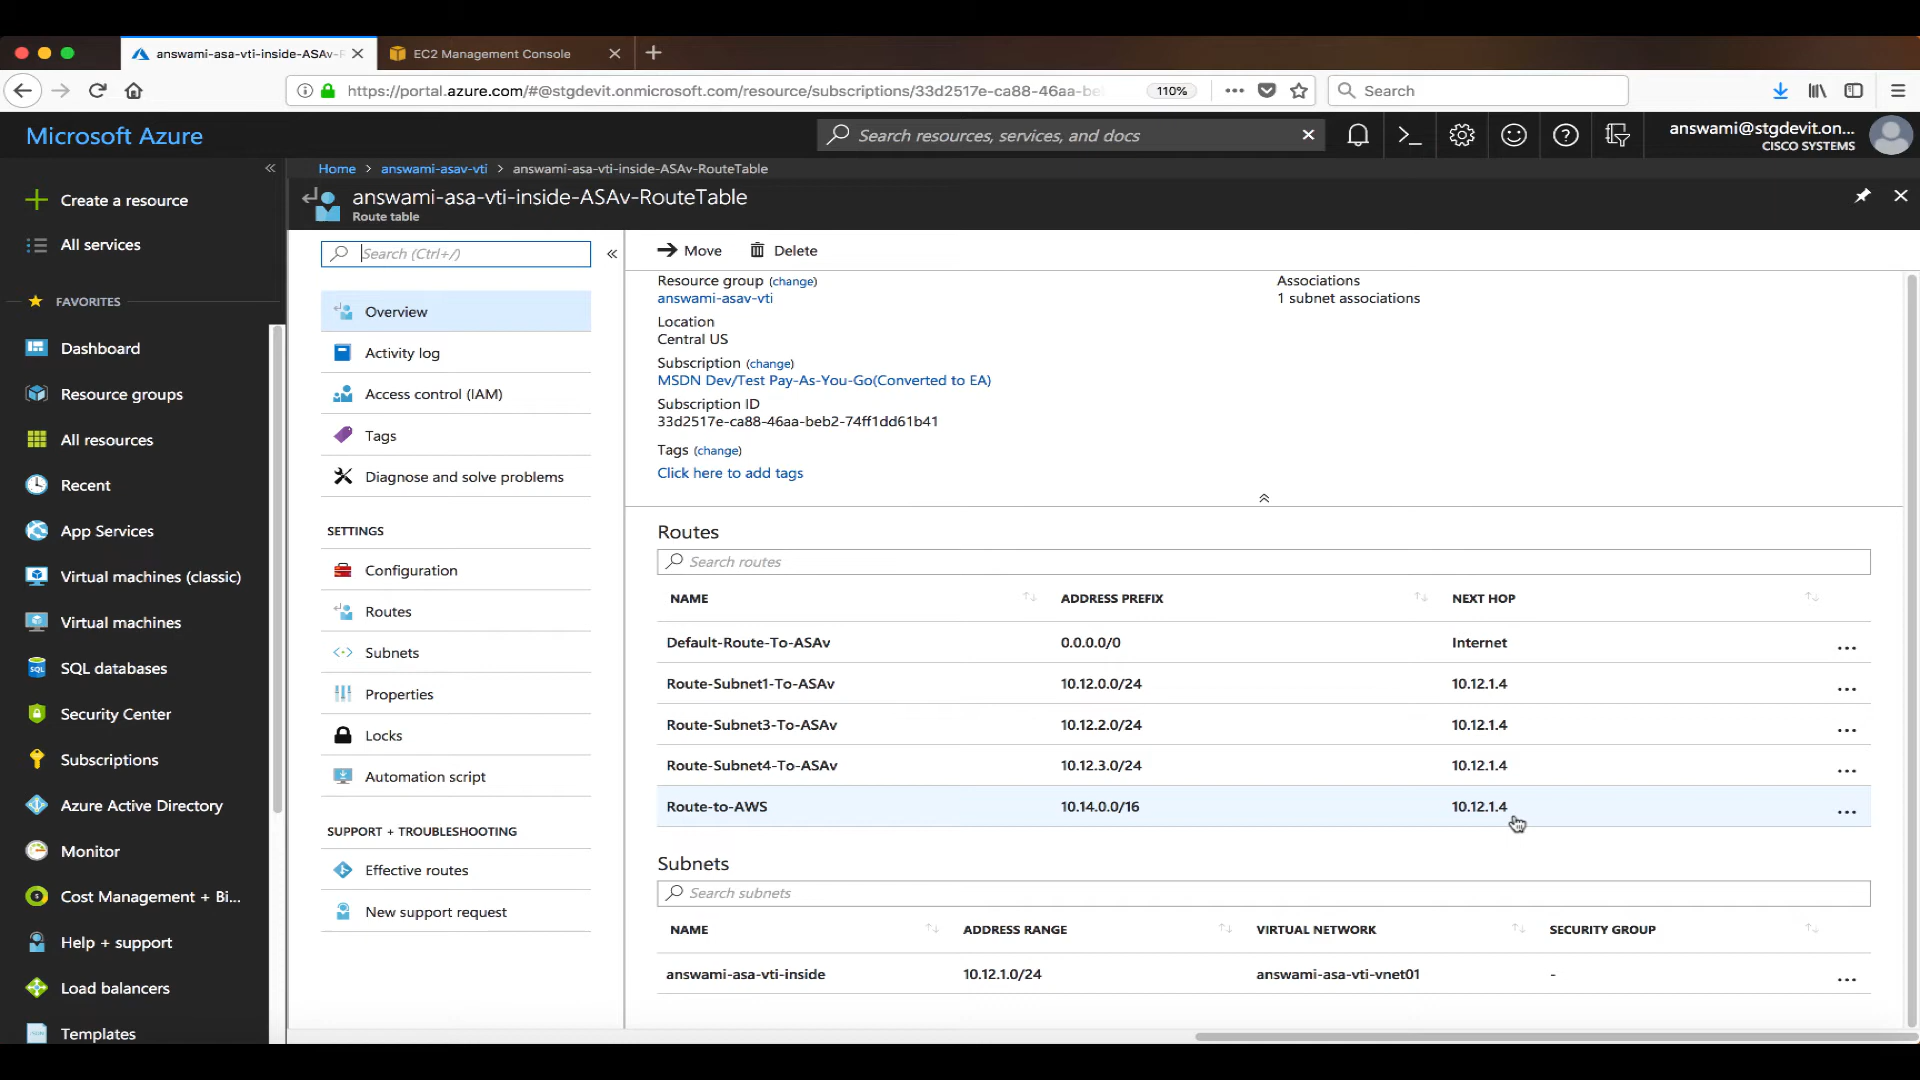 answami-asa-vti-inside-ASAv-R
EC2 Management Console
https://portal.azure.com/#@stgdevit.onmicrosoft.com/resource/subscriptions/33d2517e-ca88-46aa-be
110%
Search
Microsoft Azure
Search resources, services, and docs
answami@stgdevit.on...
CISCO SYSTEMS
Home > answami-asav-vti > answami-asa-vti-inside-ASAv-RouteTable
answami-asa-vti-inside-ASAv-RouteTable
Route table
Create a resource
All services
FAVORITES
Dashboard
Resource groups
All resources
Recent
App Services
Virtual machines (classic)
Virtual machines
SQL databases
Security Center
Subscriptions
Azure Active Directory
Monitor
Cost Management + Bi...
Help + support
Load balancers
Templates
Search (Ctrl+/)
Overview
Activity log
Access control (IAM)
Tags
Diagnose and solve problems
SETTINGS
Configuration
Routes
Subnets
Properties
Locks
Automation script
SUPPORT + TROUBLESHOOTING
Effective routes
New support request
Move Delete
Resource group (change)
answami-asav-vti
Location
Central US
Subscription (change)
MSDN Dev/Test Pay-As-You-Go(Converted to EA)
Subscription ID
33d2517e-ca88-46aa-beb2-74ff1dd61b41
Tags (change)
Click here to add tags
Associations
1 subnet associations
Routes
Search routes
NAME ADDRESS PREFIX NEXT HOP
Default-Route-To-ASAv 0.0.0.0/0 Internet ...
Route-Subnet1-To-ASAv 10.12.0.0/24 10.12.1.4 ...
Route-Subnet3-To-ASAv 10.12.2.0/24 10.12.1.4 ...
Route-Subnet4-To-ASAv 10.12.3.0/24 10.12.1.4 ...
Route-to-AWS 10.14.0.0/16 10.12.1.4 ...
Subnets
Search subnets
NAME ADDRESS RANGE VIRTUAL NETWORK SECURITY GROUP
answami-asa-vti-inside 10.12.1.0/24 answami-asa-vti-vnet01 - ...